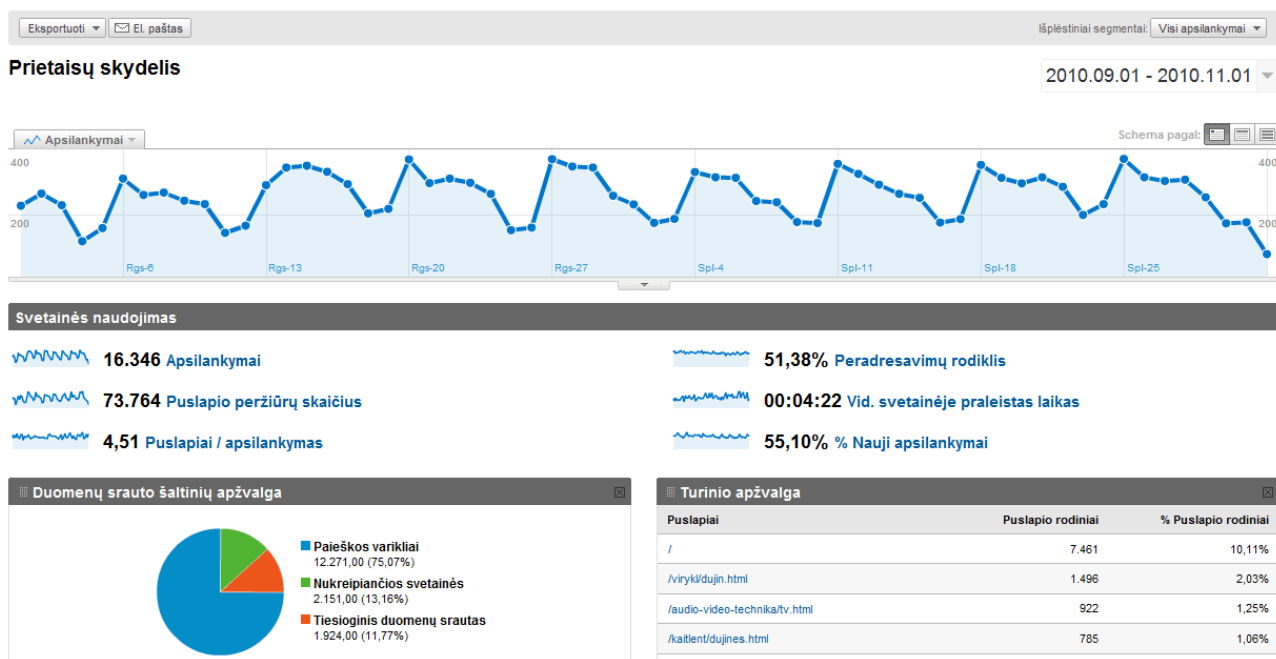 Eksportuoti El. paštas Išplėstiniai segmentai: Visi apsilankymai
Prietaisų skydelis
2010.09.01 - 2010.11.01
Apsilankymai Schema pagal:
400 400
200 200
Rgs-6 Rgs-13 Rgs-20 Rgs-27 Spl-4 Spl-11 Spl-18 Spl-25
Svetainės naudojimas
16.346 Apsilankymai
73.764 Puslapio peržiūrų skaičius
4,51 Puslapiai / apsilankymas
51,38% Peradresavimų rodiklis
00:04:22 Vid. svetainėje praleistas laikas
55,10% % Nauji apsilankymai
Duomenų srauto šaltinių apžvalga
Paieškos varikliai
12.271,00 (75,07%)
Nukreipiančios svetainės
2.151,00 (13,16%)
Tiesioginis duomenų srautas
1.924,00 (11,77%)
Turinio apžvalga
Puslapiai Puslapio rodiniai % Puslapio rodiniai
/ 7.461 10,11%
/virykl/dujin.html 1.496 2,03%
/audio-video-technika/tv.html 922 1,25%
/kaitlent/dujines.html 785 1,06%